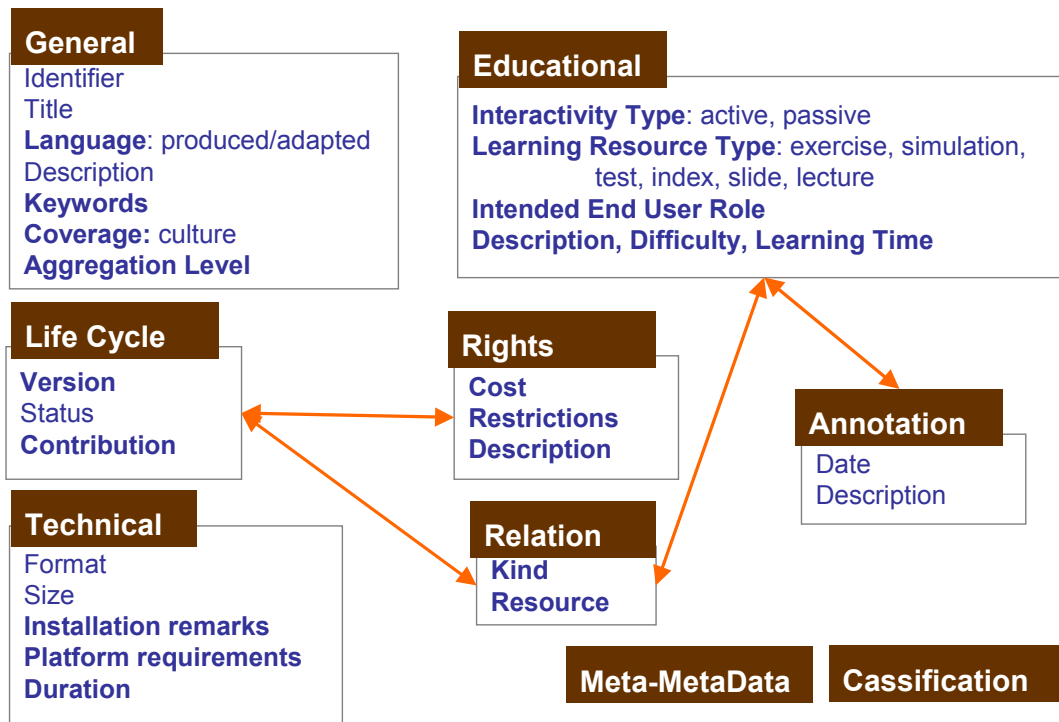 General
Identifier
Title
Language: produced/adapted
Description
Keywords
Coverage: culture
Aggregation Level
Educational
Interactivity Type: active, passive
Learning Resource Type: exercise, simulation,
test, index, slide, lecture
Intended End User Role
Description, Difficulty, Learning Time
Life Cycle
Version
Status
Contribution
Rights
Cost
Restrictions
Description
Annotation
Date
Description
Technical
Format
Size
Installation remarks
Platform requirements
Duration
Relation
Kind
Resource
Meta-MetaData
Cassification